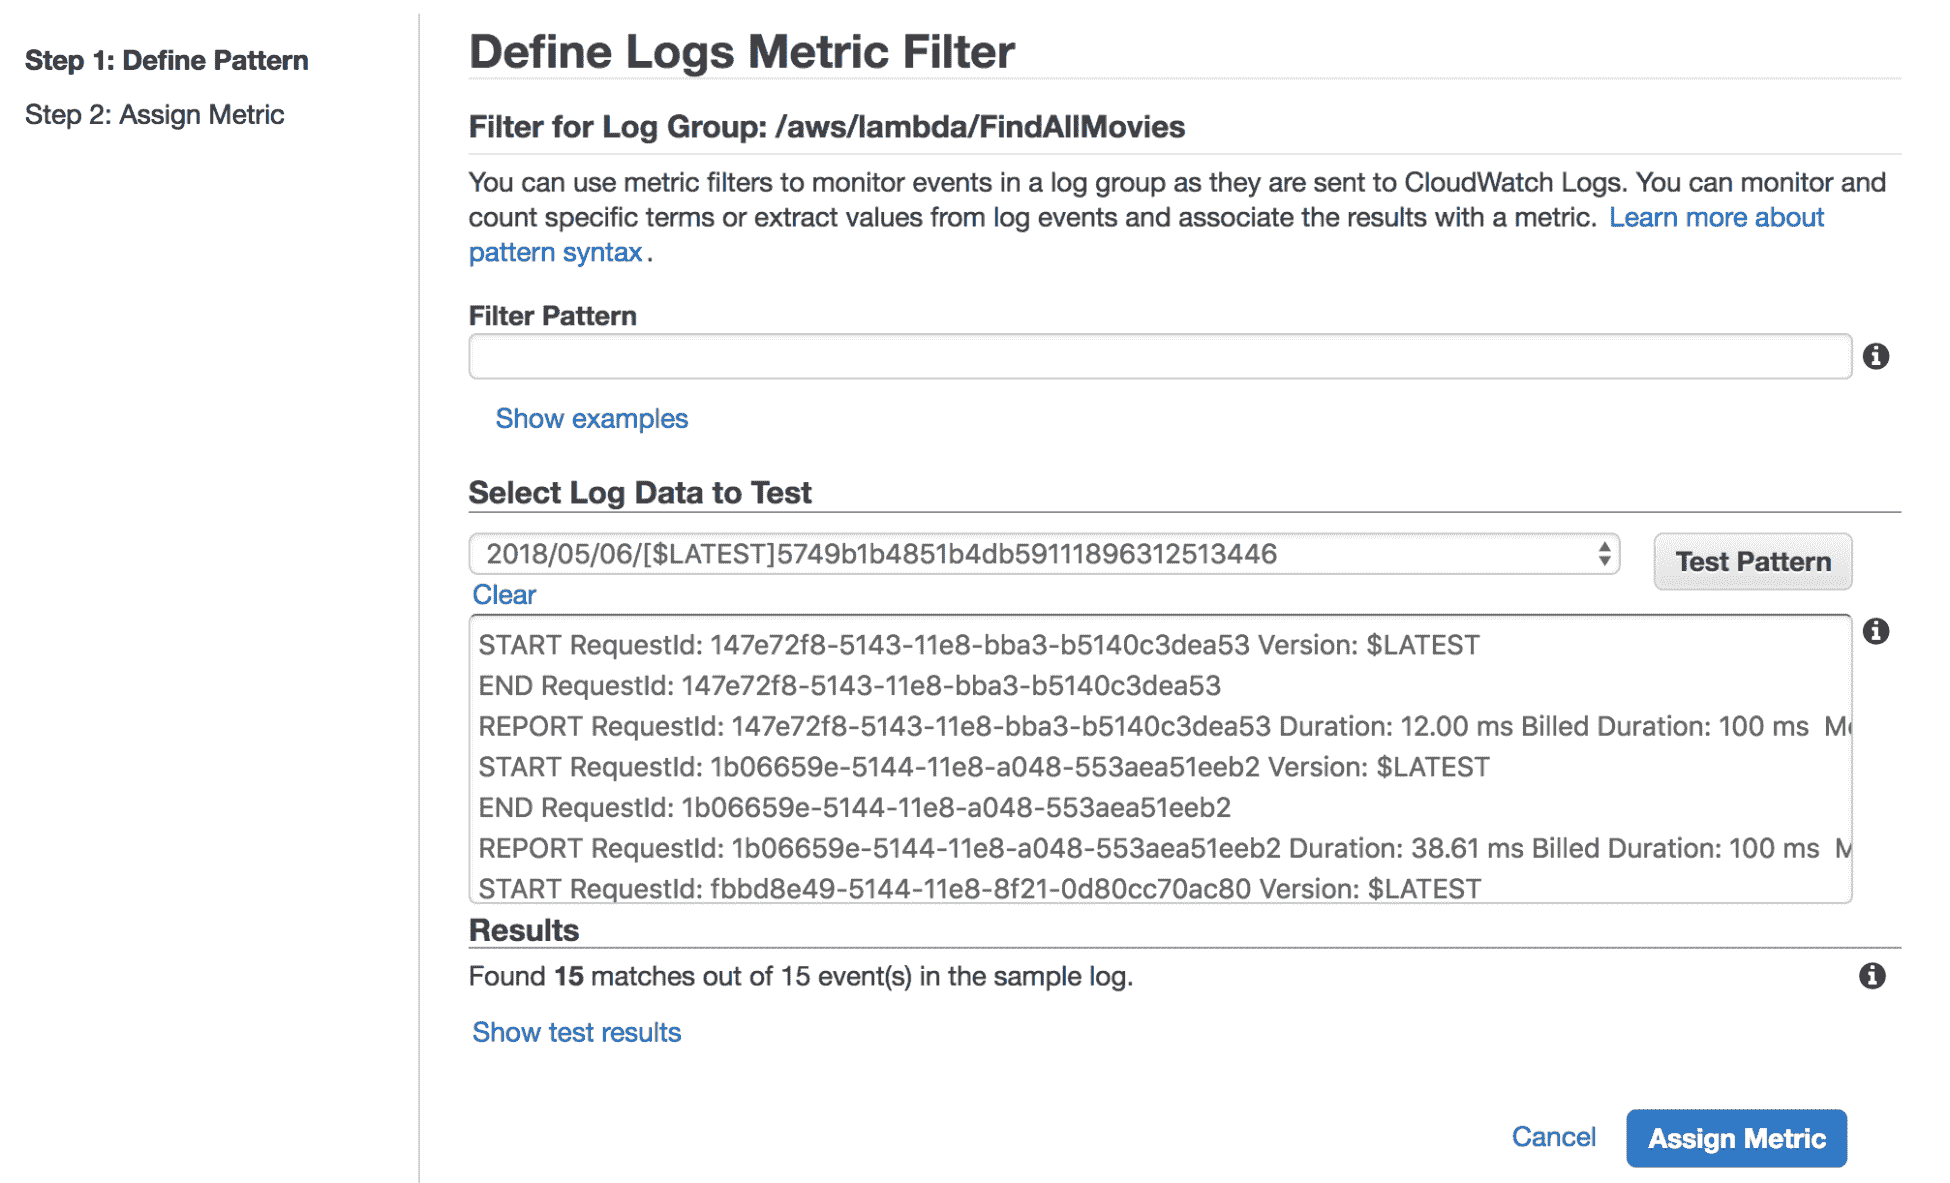 Step 1: Define Pattern
Step 2: Assign Metric
Define Logs Metric Filter
Filter for Log Group: /aws/lambda/FindAllMovies
You can use metric filters to monitor events in a log group as they are sent to CloudWatch Logs. You can monitor and
count specific terms or extract values from log events and associate the results with a metric. Learn more about
pattern syntax.
Filter Pattern
Show examples
Select Log Data to Test
2018/05/06/[$LATEST]5749b1b4851b4db59111896312513446
Test Pattern
Clear
START RequestId: 147e72f8-5143-11e8-bba3-b5140c3dea53 Version: $LATEST
END RequestId: 147e72f8-5143-11e8-bba3-b5140c3dea53
REPORT RequestId: 147e72f8-5143-11e8-bba3-b5140c3dea53 Duration: 12.00 ms Billed Duration: 100 ms
START RequestId: 1b06659e-5144-11e8-a048-553aea51eeb2 Version: $LATEST
END RequestId: 1b06659e-5144-11e8-a048-553aea51eeb2
REPORT RequestId: 1b06659e-5144-11e8-a048-553aea51eeb2 Duration: 38.61 ms Billed Duration: 100 ms
START RequestId: fbbd8e49-5144-11e8-8f21-0d80cc70ac80 Version: $LATEST
Results
Found 15 matches out of 15 event(s) in the sample log.
Show test results
Cancel
Assign Metric